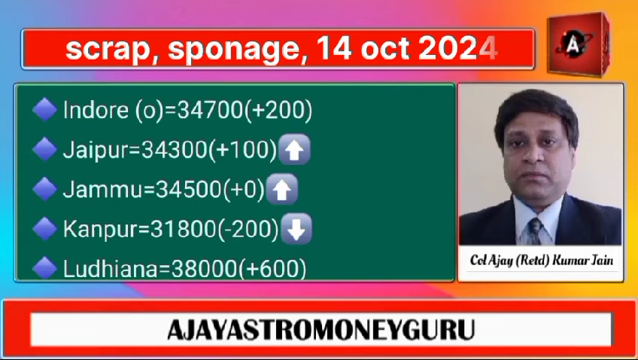 scrap, sponage, 14 oct 2024
A
Indore (o)=34700(+200)
Jaipur=34300(+100)⬆️
Jammu=34500(+0)⬆️
Kanpur=31800(-200)⬇️
Ludhiana=38000(+600)
Col Ajay (Retd) Kumar Jain
AJAYASTROMONEYGURU